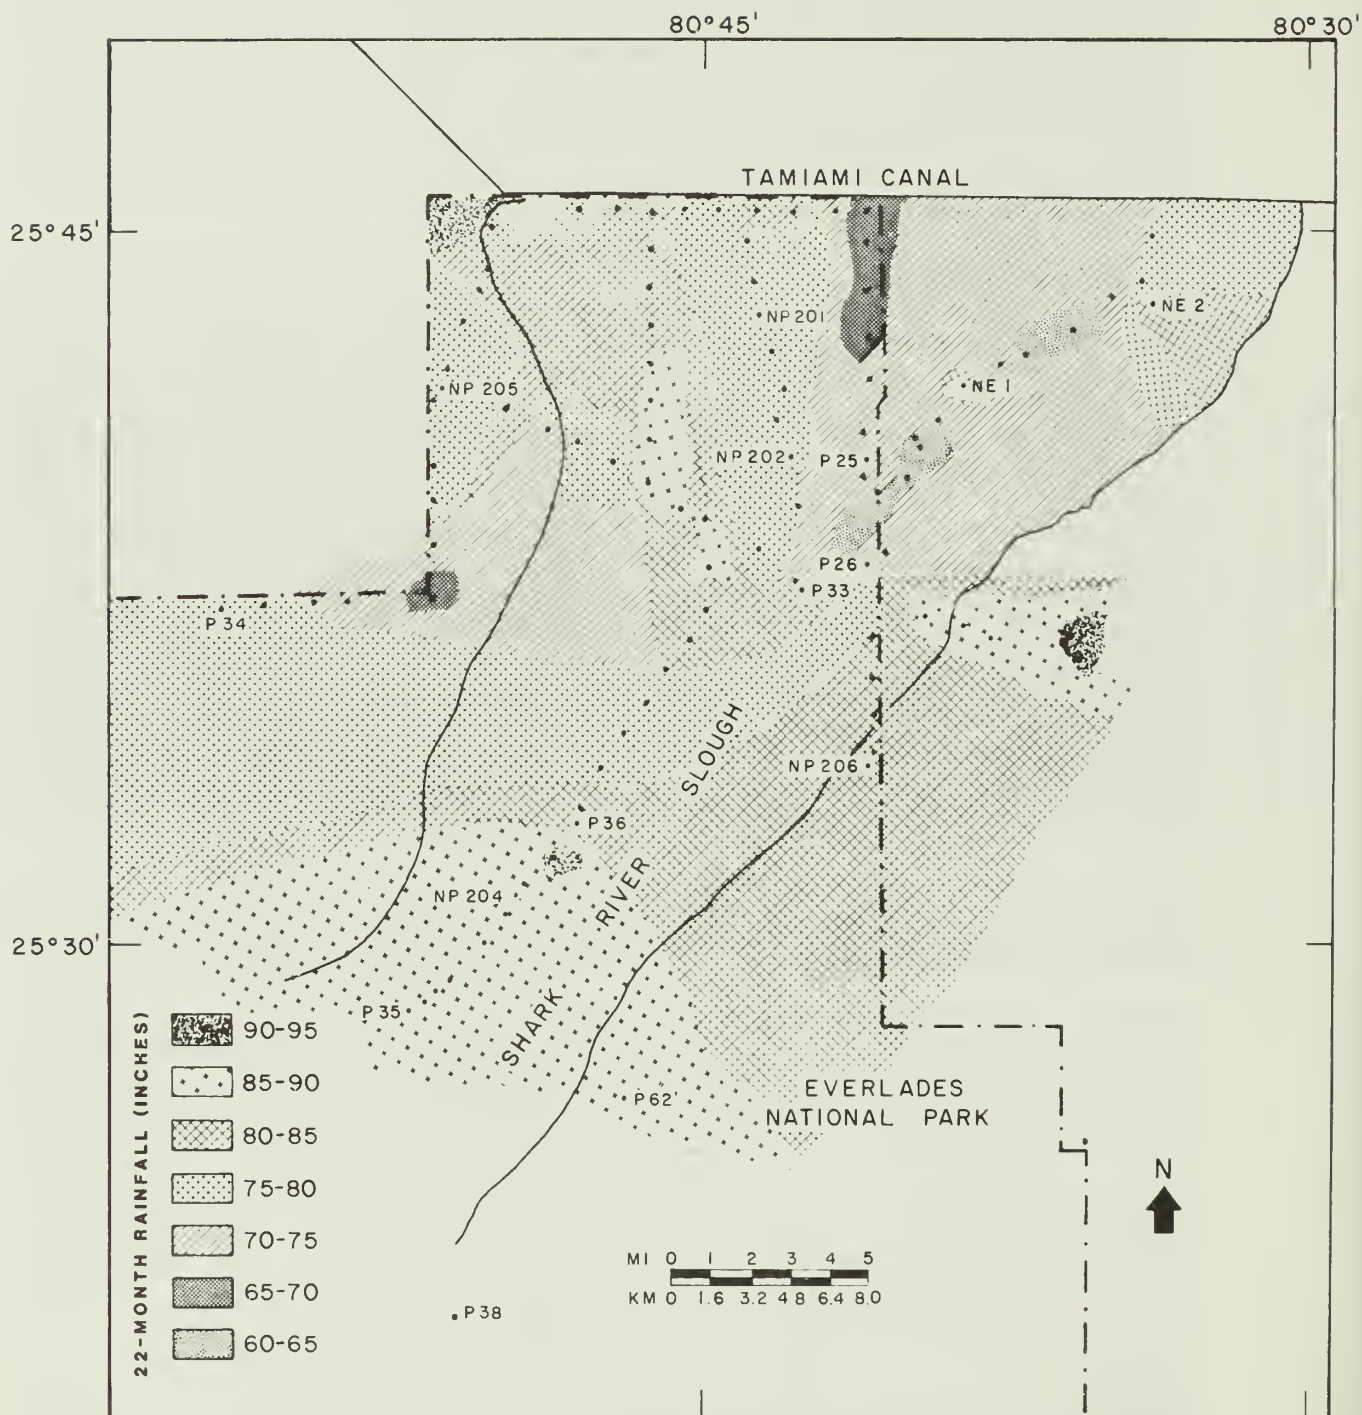 80°45'
80°30'
TAMIAMI CANAL
25°45'
NE 2
NP 201
NE 1
NP 205
NP 202
P 25
P 26
P 33
P 34
SLOUGH
NP 206
P 36
RIVER
NP 204
25°30'
SHARK
P 35
22-MONTH RAINFALL (INCHES)
90-95
85-90
80-85
75-80
70-75
65-70
60-65
P 62
EVERLADES
NATIONAL PARK
N
MI 0 1 2 3 4 5
KM 0 1.6 3.2 4 8 6.4 8.0
P 38